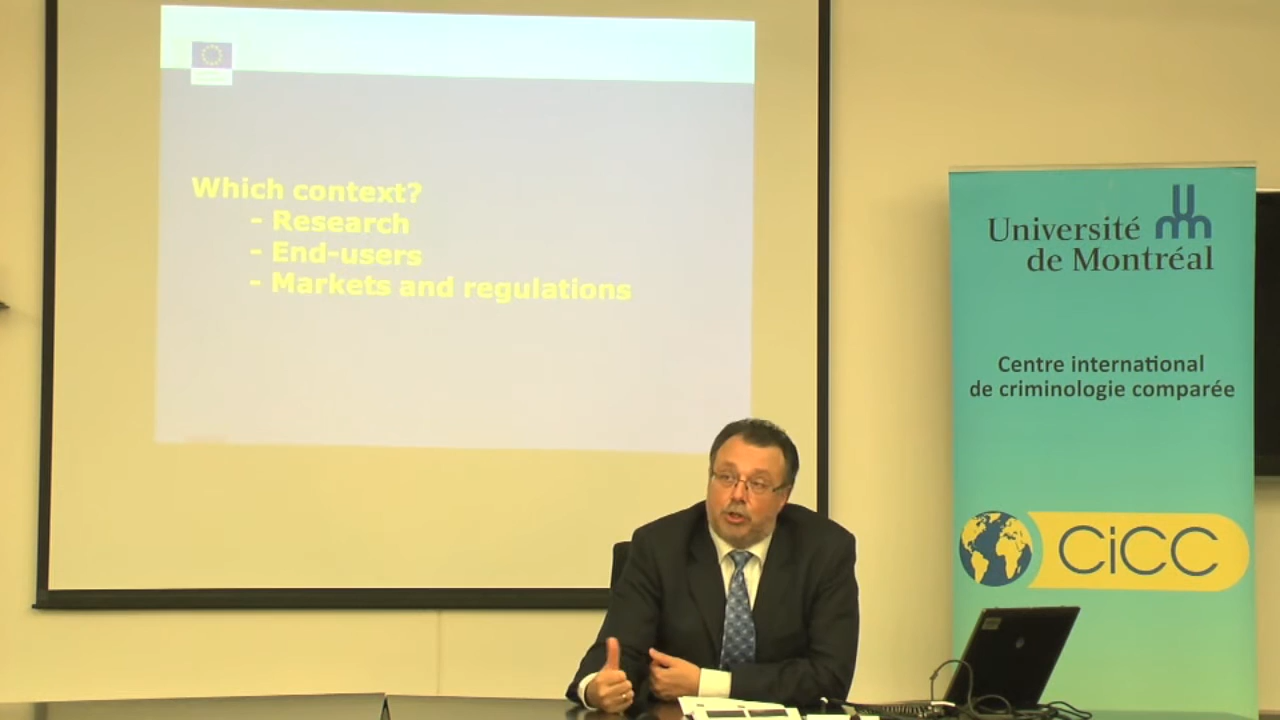 Which context?
- Research
- End-users
- Markets and regulations
Université
de Montréal
Centre international
de criminologie comparée
CiCC